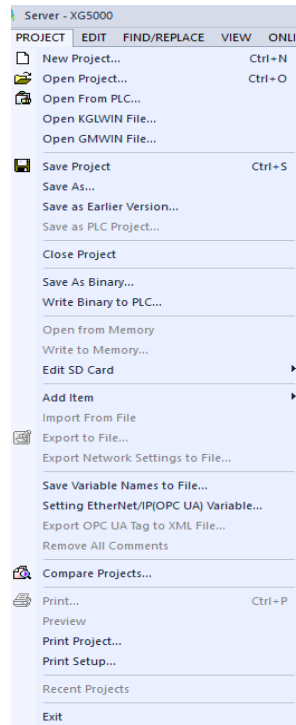 Server - XG5000
PROJECT EDIT FIND/REPLACE VIEW ONLI
New Project... Ctrl+N
Open Project... Ctrl+O
Open From PLC...
Open KGLWIN File...
Open GMWIN File...
Save Project Ctrl+S
Save As...
Save as Earlier Version...
Save as PLC Project...
Close Project
Save As Binary...
Write Binary to PLC...
Open from Memory
Write to Memory...
Edit SD Card
Add Item
Import From File
Export to File...
Export Network Settings to File...
Save Variable Names to File...
Setting EtherNet/IP(OPC UA) Variable...
Export OPC UA Tag to XML File...
Remove All Comments
Compare Projects...
Print... Ctrl+P
Preview
Print Project...
Print Setup...
Recent Projects
Exit